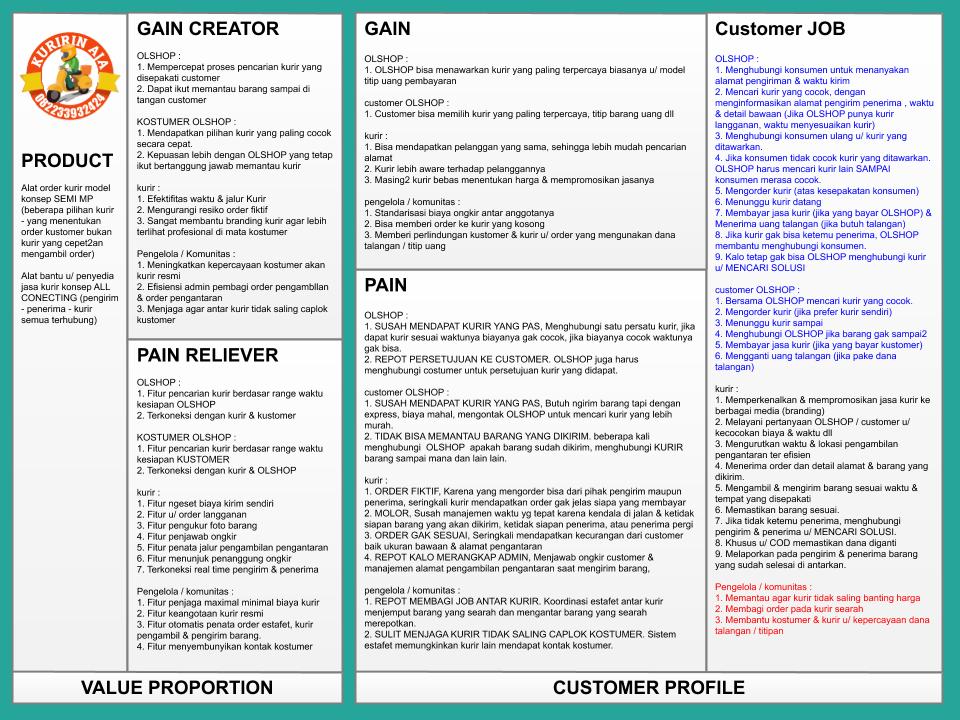 KURIRIN AJA
082233932424
PRODUCT
Alat order kurir model
konsep SEMI MP
(beberapa pilihan kurir
- yang menentukan
order kustomer bukan
kurir yang cepet2an
mengambil order)
Alat bantu u/ penyedia
jasa kurir konsep ALL
CONECTING (pengirim
- penerima - kurir
semua terhubung)
GAIN CREATOR
OLSHOP :
1. Mempercepat proses pencarian kurir yang
disepakati customer
2. Dapat ikut memantau barang sampai di
tangan customer
KOSTUMER OLSHOP :
1. Mendapatkan pilihan kurir yang paling cocok
secara cepat.
2. Kepuasan lebih dengan OLSHOP yang tetap
ikut bertanggung jawab memantau kurir
kurir :
1. Efektifitas waktu & jalur Kurir
2. Mengurangi resiko order fiktif
3. Sangat membantu branding kurir agar lebih
terlihat profesional di mata kostumer
Pengelola / Komunitas :
1. Meningkatkan kepercayaan kostumer akan
kurir resmi
2. Efisiensi admin pembagi order pengambllan
& order pengantaran
3. Menjaga agar antar kurir tidak saling caplok
kustomer
PAIN RELIEVER
OLSHOP :
1. Fitur pencarian kurir berdasar range waktu
kesiapan OLSHOP
2. Terkoneksi dengan kurir & kustomer
KOSTUMER OLSHOP :
1. Fitur pencarian kurir berdasar range waktu
kesiapan KUSTOMER
2. Terkoneksi dengan kurir & OLSHOP
kurir :
1. Fitur ngeset biaya kirim sendiri
2. Fitur u/ order langganan
3. Fitur pengukur foto barang
4. Fitur penjawab ongkir
5. Fitur penata jalur pengambilan pengantaran
6. Fitur menunjuk penanggung ongkir
7. Terkoneksi real time pengirim & penerima
Pengelola / komunitas :
1. Fitur penjaga maximal minimal biaya kurir
2. Fitur keangotaan kurir resmi
3. Fitur otomatis penata order estafet, kurir
pengambil & pengirim barang.
4. Fitur menyembunyikan kontak kostumer
VALUE PROPORTION
GAIN
OLSHOP :
1. OLSHOP bisa menawarkan kurir yang paling terpercaya biasanya u/ model
titip uang pembayaran
customer OLSHOP :
1. Customer bisa memilih kurir yang paling terpercaya, titip barang uang dll
kurir :
1. Bisa mendapatkan pelanggan yang sama, sehingga lebih mudah pencarian
alamat
2. Kurir lebih aware terhadap pelanggannya
3. Masing2 kurir bebas menentukan harga & mempromosikan jasanya
pengelola / komunitas :
1. Standarisasi biaya ongkir antar anggotanya
2. Bisa memberi order ke kurir yang kosong
3. Memberi perlindungan kustomer & kurir u/ order yang mengunakan dana
talangan / titip uang
PAIN
OLSHOP :
1. SUSAH MENDAPAT KURIR YANG PAS, Menghubungi satu persatu kurir, jika
dapat kurir sesuai waktunya biayanya gak cocok, jika biayanya cocok waktunya
gak bisa.
2. REPOT PERSETUJUAN KE CUSTOMER. OLSHOP juga harus
menghubungi costumer untuk persetujuan kurir yang didapat.
customer OLSHOP :
1. SUSAH MENDAPAT KURIR YANG PAS, Butuh ngirim barang tapi dengan
express, biaya mahal, mengontak OLSHOP untuk mencari kurir yang lebih
murah.
2. TIDAK BISA MEMANTAU BARANG YANG DIKIRIM. beberapa kali
menghubungi OLSHOP apakah barang sudah dikirim, menghubungi KURIR
barang sampai mana dan lain lain.
kurir :
1. ORDER FIKTIF, Karena yang mengorder bisa dari pihak pengirim maupun
penerima, seringkali kurir mendapatkan order gak jelas siapa yang membayar
2. MOLOR, Susah manajemen waktu yg tepat karena kendala di jalan & ketidak
siapan barang yang akan dikirim, ketidak siapan penerima, atau penerima pergi
3. ORDER GAK SESUAI, Seringkali mendapatkan kecurangan dari customer
baik ukuran bawaan & alamat pengantaran
4. REPOT KALO MERANGKAP ADMIN, Menjawab ongkir customer &
manajemen alamat pengambilan pengantaran saat mengirim barang,
pengelola / komunitas :
1. REPOT MEMBAGI JOB ANTAR KURIR. Koordinasi estafet antar kurir
menjemput barang yang searah dan mengantar barang yang searah
merepotkan.
2. SULIT MENJAGA KURIR TIDAK SALING CAPLOK KOSTUMER. Sistem
estafet memungkinkan kurir lain mendapat kontak kostumer.
Customer JOB
OLSHOP :
1. Menghubungi konsumen untuk menanyakan
alamat pengiriman & waktu kirim
2. Mencari kurir yang cocok, dengan
menginformasikan alamat pengirim penerima , waktu
& detail bawaan (Jika OLSHOP punya kurir
langganan, waktu menyesuaikan kurir)
3. Menghubungi konsumen ulang u/ kurir yang
ditawarkan.
4. Jika konsumen tidak cocok kurir yang ditawarkan.
OLSHOP harus mencari kurir lain SAMPAI
konsumen merasa cocok.
5. Mengorder kurir (atas kesepakatan konsumen)
6. Menunggu kurir datang
7. Membayar jasa kurir (jika yang bayar OLSHOP) &
Menerima uang talangan (jika butuh talangan)
8. Jika kurir gak bisa ketemu penerima, OLSHOP
membantu menghubungi konsumen.
9. Kalo tetap gak bisa OLSHOP menghubungi kurir
u/ MENCARI SOLUSI
customer OLSHOP :
1. Bersama OLSHOP mencari kurir yang cocok.
2. Mengorder kurir (jika prefer kurir sendiri)
3. Menunggu kurir sampai
4. Menghubungi OLSHOP jika barang gak sampai2
5. Membayar jasa kurir (jika yang bayar kustomer)
6. Mengganti uang talangan (jika pake dana
talangan)
kurir :
1. Memperkenalkan & mempromosikan jasa kurir ke
berbagai media (branding)
2. Melayani pertanyaan OLSHOP / customer u/
kecocokan biaya & waktu dll
3. Mengurutkan waktu & lokasi pengambilan
pengantaran ter efisien
4. Menerima order dan detail alamat & barang yang
dikirim.
5. Mengambil & mengirim barang sesuai waktu &
tempat yang disepakati
6. Memastikan barang sesuai.
7. Jika tidak ketemu penerima, menghubungi
pengirim & penerima u/ MENCARI SOLUSI.
8. Khusus u/ COD memastikan dana diganti
9. Melaporkan pada pengirim & penerima barang
yang sudah selesai di antarkan.
Pengelola / komunitas :
1. Memantau agar kurir tidak saling banting harga
2. Membagi order pada kurir searah
3. Membantu kostumer & kurir u/ kepercayaan dana
talangan / titipan
CUSTOMER PROFILE